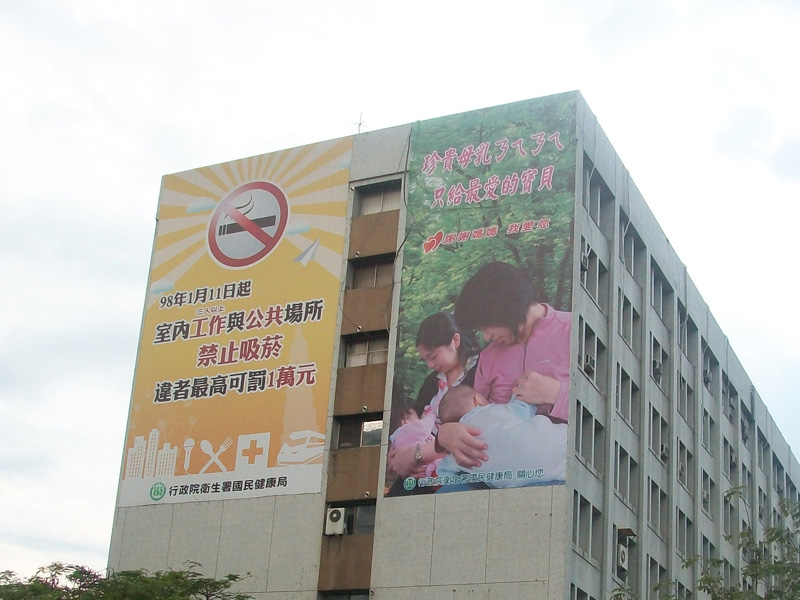 98年1月11日起
三人以上
室內工作與公共場所
禁止吸菸
違者最高可罰1萬元
行政院衛生署國民健康局
珍貴母乳ㄋㄟㄋㄟ
只給最愛的寶貝
謝謝媽媽 我愛您
行政院衛生署國民健康局 關心您